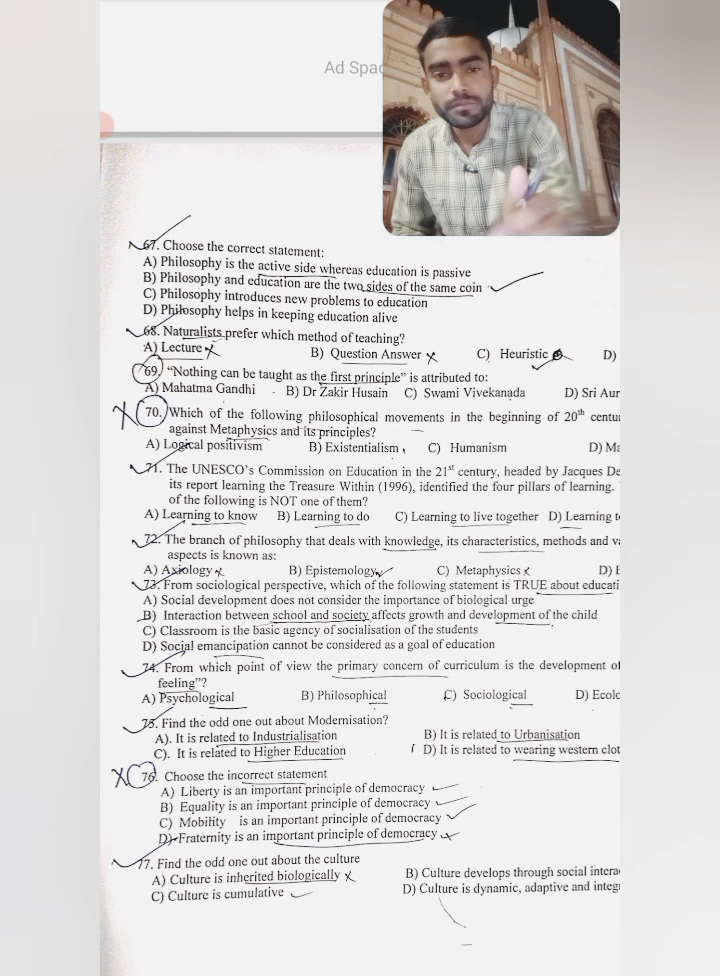 Ad Spac
67. Choose the correct statement:
A) Philosophy is the active side whereas education is passive
B) Philosophy and education are the two sides of the same coin
C) Philosophy introduces new problems to education
D) Philosophy helps in keeping education alive
68. Naturalists prefer which method of teaching?
A) Lecture B) Question Answer C) Heuristic D)
69. "Nothing can be taught as the first principle" is attributed to:
A) Mahatma Gandhi B) Dr Zakir Husain C) Swami Vivekanada D) Sri Aur
70. Which of the following philosophical movements in the beginning of 20th centu
against Metaphysics and its principles?
A) Logical positivism B) Existentialism C) Humanism D) Ma
71. The UNESCO's Commission on Education in the 21st century, headed by Jacques De
its report learning the Treasure Within (1996), identified the four pillars of learning.
of the following is NOT one of them?
A) Learning to know B) Learning to do C) Learning to live together D) Learning t
72. The branch of philosophy that deals with knowledge, its characteristics, methods and va
aspects is known as:
A) Axiology B) Epistemology C) Metaphysics D) E
73. From sociological perspective, which of the following statement is TRUE about educati
A) Social development does not consider the importance of biological urge
B) Interaction between school and society affects growth and development of the child
C) Classroom is the basic agency of socialisation of the students
D) Social emancipation cannot be considered as a goal of education
74. From which point of view the primary concern of curriculum is the development of
feeling"?
A) Psychological B) Philosophical C) Sociological D) Ecolo
75. Find the odd one out about Modernisation?
A). It is related to Industrialisation B) It is related to Urbanisation
C). It is related to Higher Education D) It is related to wearing western clot
76. Choose the incorrect statement
A) Liberty is an important principle of democracy
B) Equality is an important principle of democracy
C) Mobility is an important principle of democracy
D) Fraternity is an important principle of democracy
77. Find the odd one out about the culture
A) Culture is inherited biologically B) Culture develops through social intera
C) Culture is cumulative D) Culture is dynamic, adaptive and integr